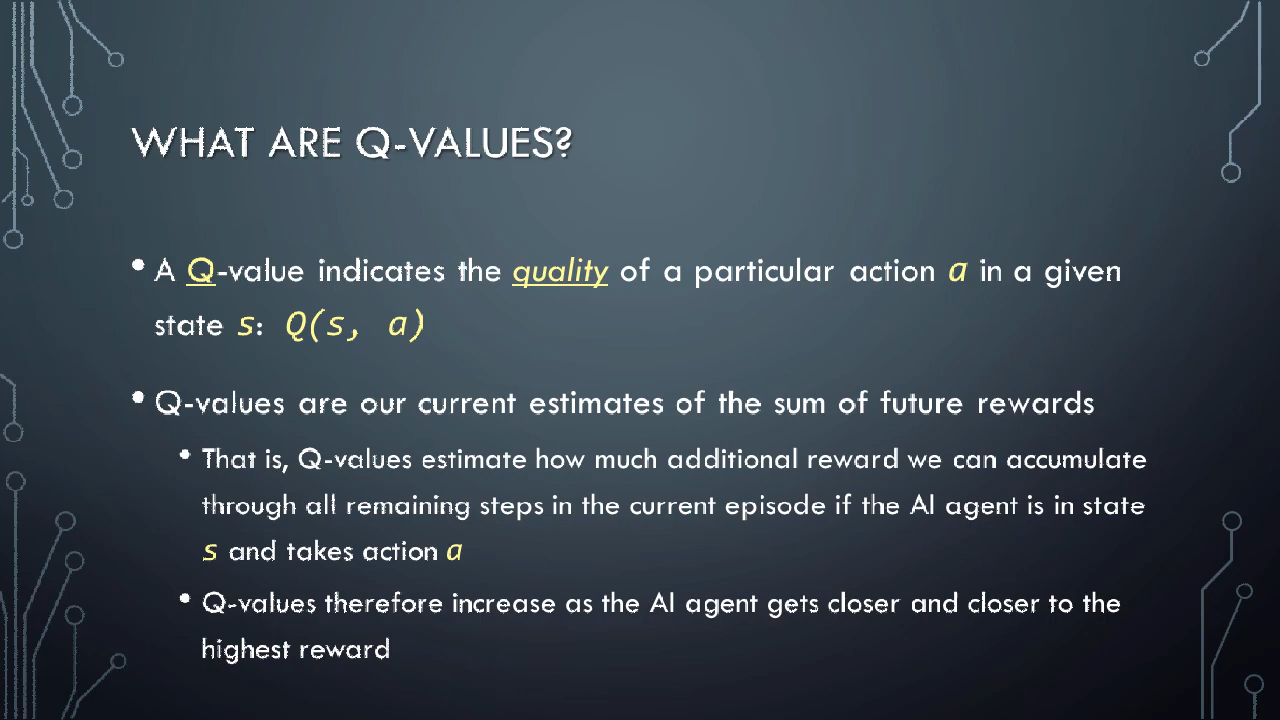 WHAT ARE Q-VALUES?
• A Q-value indicates the quality of a particular action a in a given
state s: Q(s, a)
• Q-values are our current estimates of the sum of future rewards
• That is, Q-values estimate how much additional reward we can accumulate
through all remaining steps in the current episode if the AI agent is in state
s and takes action a
• Q-values therefore increase as the AI agent gets closer and closer to the
highest reward